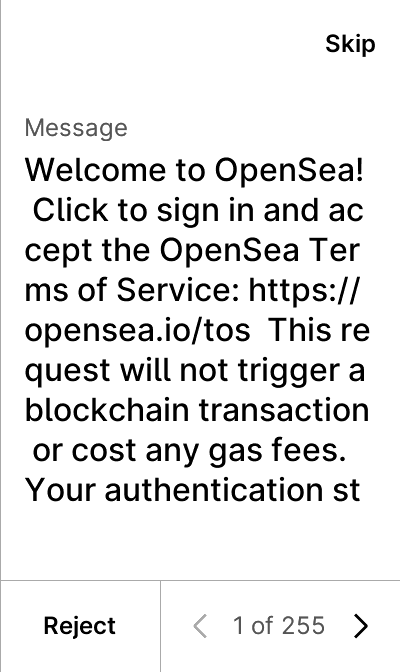 Skip
Message
Welcome to OpenSea!
Click to sign in and ac
cept the OpenSea Ter
ms of Service: https://
opensea.io/tos  This re
quest will not trigger a
blockchain transaction
or cost any gas fees.
Your authentication st
Reject
1 of 255